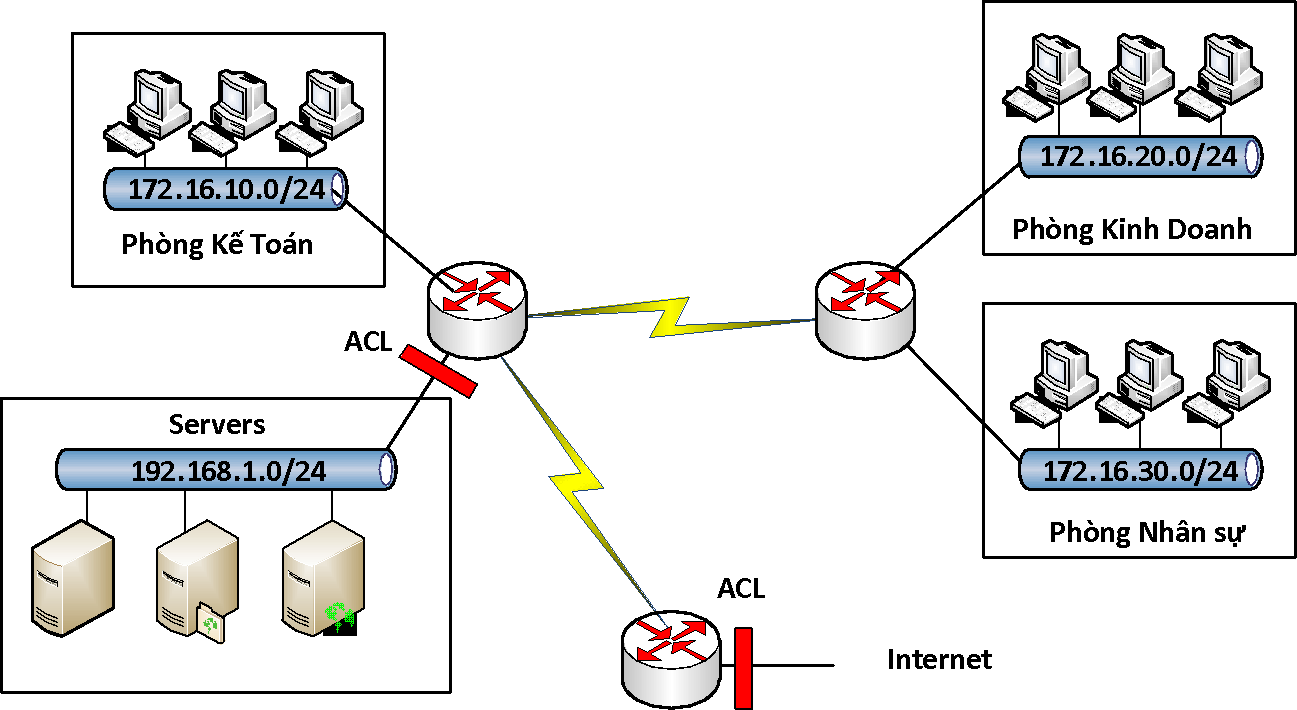 172.16.10.0/24
Phòng Kế Toán
172.16.20.0/24
Phòng Kinh Doanh
ACL
Servers
192.168.1.0/24
172.16.30.0/24
Phòng Nhân sự
ACL
Internet